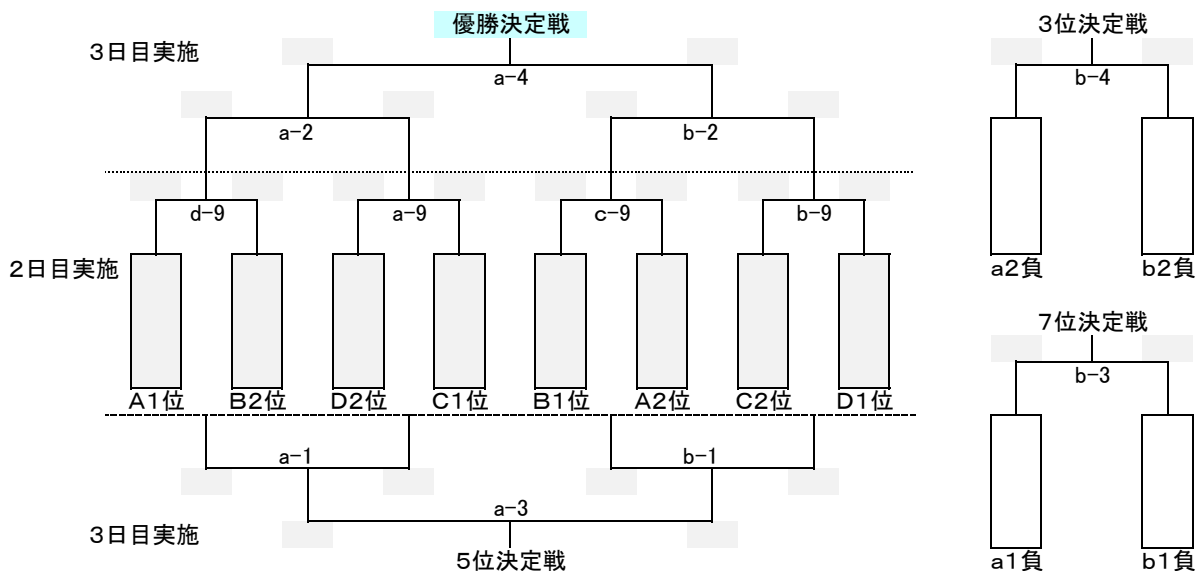 優勝決定戦
3位決定戦
3日目実施
a-4
b-4
a-2
b-2
d-9
a-9
c-9
b-9
2日目実施
a2負
b2負
7位決定戦
b-3
A1位
B2位
D2位
C1位
B1位
A2位
C2位
D1位
a-1
b-1
a-3
3日目実施
5位決定戦
a1負
b1負